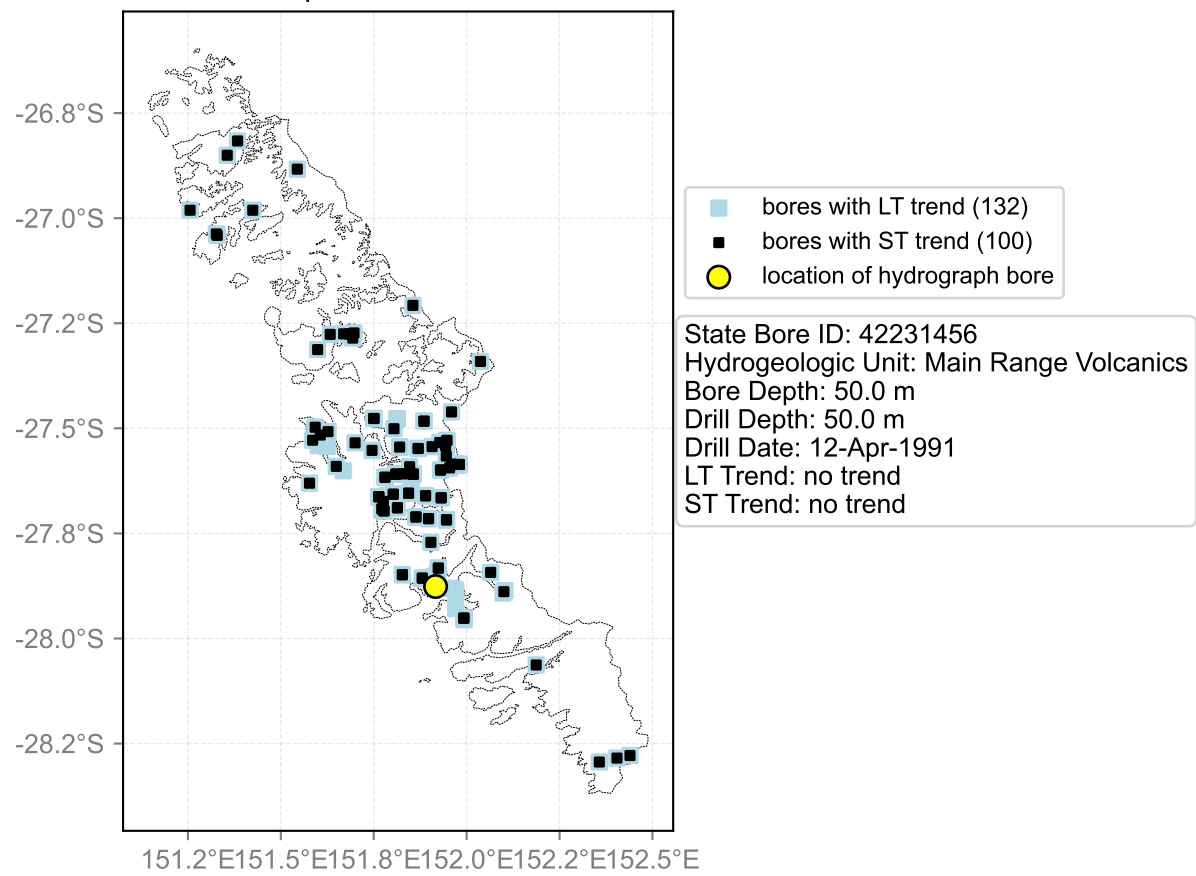 -26.8°S
-27.0°S
-27.2°S
-27.5°S
-27.8°S
-28.0°S
-28.2°S
151.2°E151.5°E151.8°E152.0°E152.2°E152.5°E
bores with LT trend (132)
bores with ST trend (100)
location of hydrograph bore
State Bore ID: 42231456
Hydrogeologic Unit: Main Range Volcanics
Bore Depth: 50.0 m
Drill Depth: 50.0 m
Drill Date: 12-Apr-1991
LT Trend: no trend
ST Trend: no trend